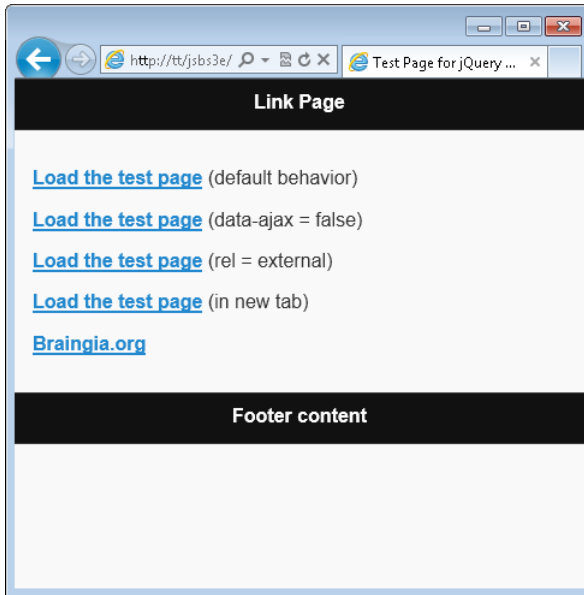 http://tt/jsbs3e/
Test Page for jQuery ...
Link Page
Load the test page (default behavior)
Load the test page (data-ajax = false)
Load the test page (rel = external)
Load the test page (in new tab)
Braingia.org
Footer content